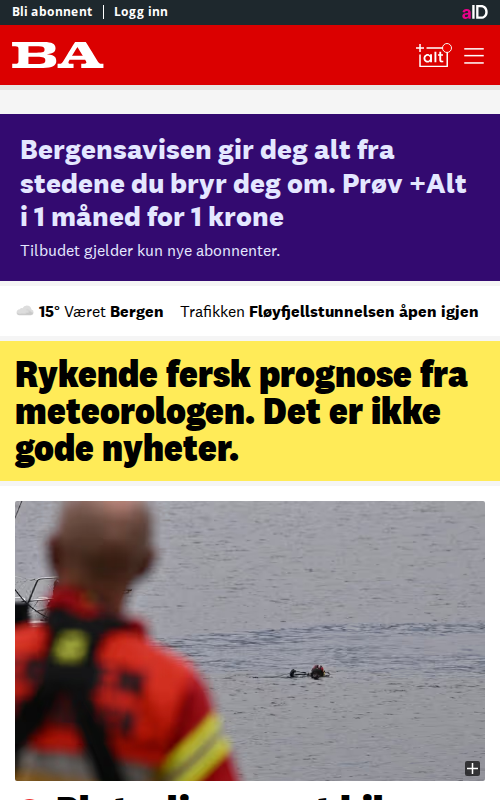 Bli abonnent | Logg inn
aID
BA
+alt
Bergensavisen gir deg alt fra
stedene du bryr deg om. Prøv +Alt
i 1 måned for 1 krone
Tilbudet gjelder kun nye abonnenter.
15° Været Bergen Trafikken Fløyfjellstunnelsen åpen igjen
Rykende fersk prognose fra
meteorologen. Det er ikke
gode nyheter.